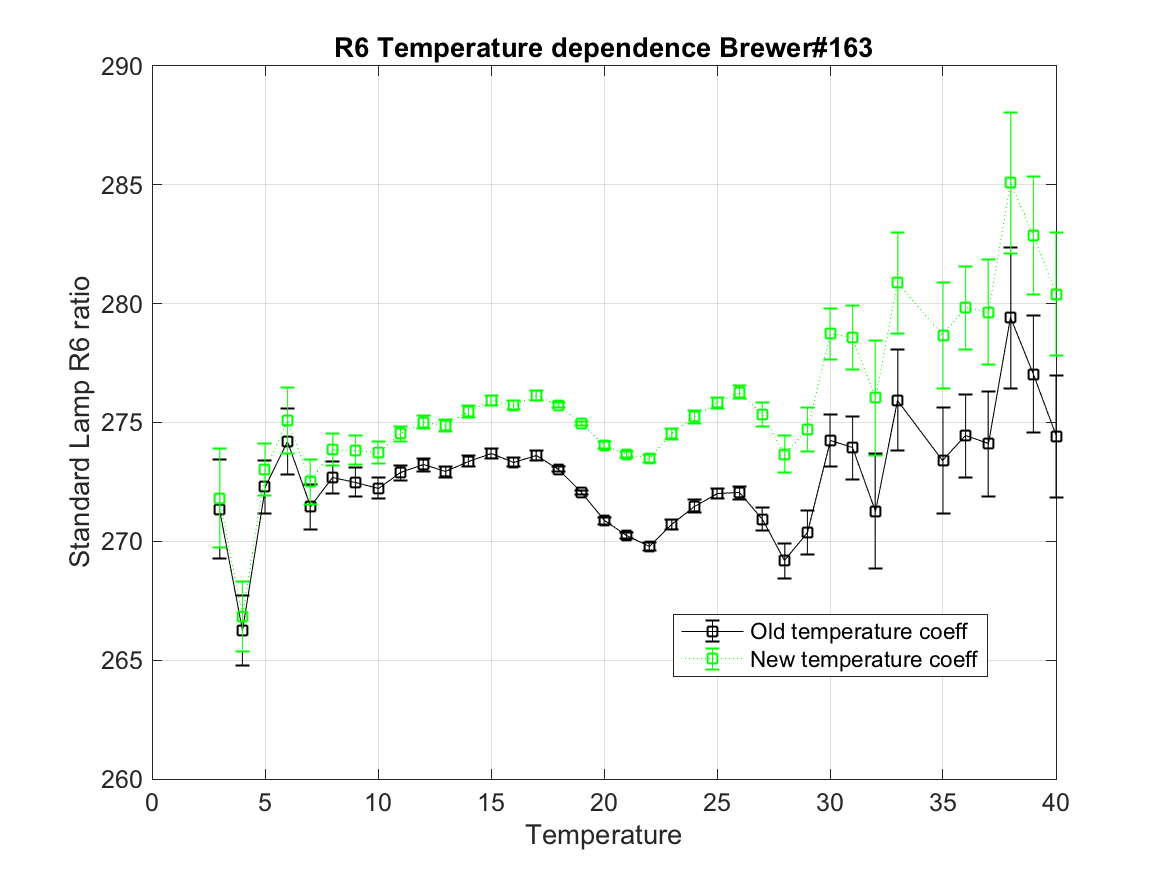 R6 Temperature dependence Brewer#163
290
285
280
275
270
265
260
Standard Lamp R6 ratio
Old temperature coeff
New temperature coeff
0 5 10 15 20 25 30 35 40
Temperature